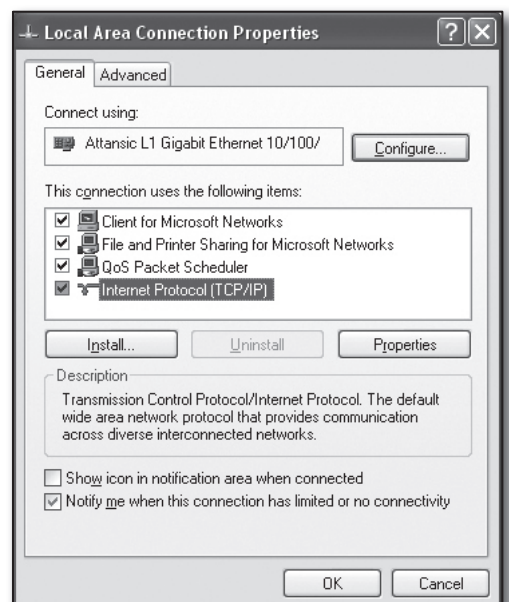 Local Area Connection Properties
General
Advanced
Connect using:
Attansic L1 Gigabit Ethernet 10/100/
Configure...
This connection uses the following items:
Client for Microsoft Networks
File and Printer Sharing for Microsoft Networks
QoS Packet Scheduler
Internet Protocol (TCP/IP)
Install...
Uninstall
Properties
Description
Transmission Control Protocol/Internet Protocol. The default
wide area network protocol that provides communication
across diverse interconnected networks.
Show icon in notification area when connected
Notify me when this connection has limited or no connectivity
OK
Cancel